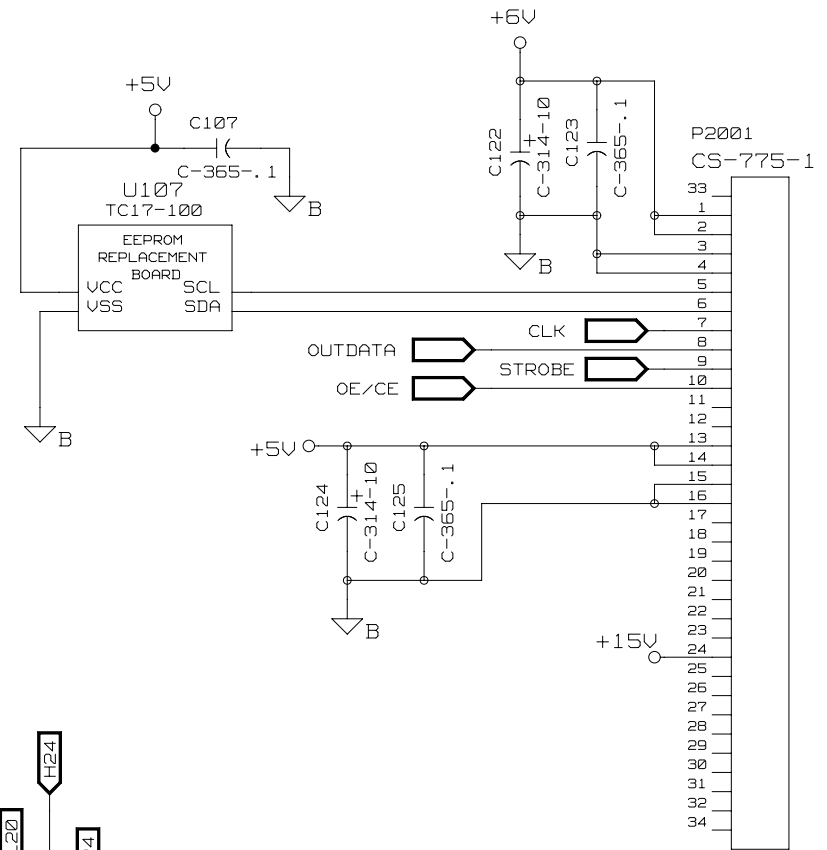 +6V
+5V
C107
C-365-.1
B
U107
TC17-100
EEPROM
REPLACEMENT
BOARD
VCC
SCL
VSS
SDA
B
C122
+
C-314-10
C123
C-365-.1
B
P2001
CS-775-1
33
1
2
3
4
5
6
7
8
9
10
11
12
13
14
15
16
17
18
19
20
21
22
23
24
25
26
27
28
29
30
31
32
34
CLK
OUTDATA
STROBE
OE/CE
+5V
C124
+
C-314-10
C125
C-365-.1
B
+15V
H24